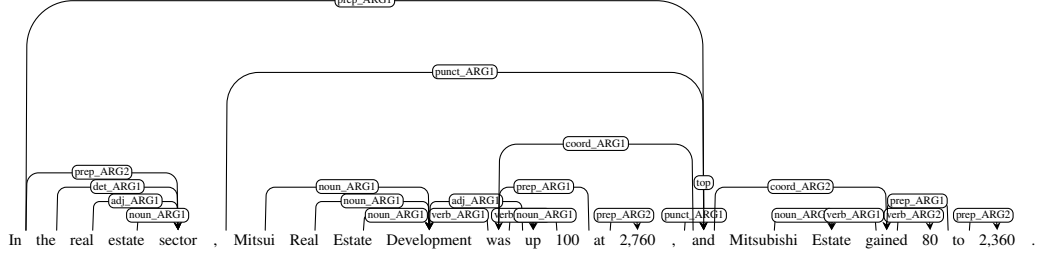 prep_ARG1
punct_ARG1
coord_ARG1
prep_ARG2
top
det_ARG1 noun_ARG1 prep_ARG1 coord_ARG2
adj_ARG1 noun_ARG1 adj_ARG1 prep_ARG1
noun_ARG1 noun_ARG1 verb_ARG1 verb noun_ARG1 prep_ARG2 punct_ARG1 noun_ARG verb_ARG1 verb_ARG2 prep_ARG2
In the real estate sector , Mitsui Real Estate Development was up 100 at 2,760 , and Mitsubishi Estate gained 80 to 2,360 .